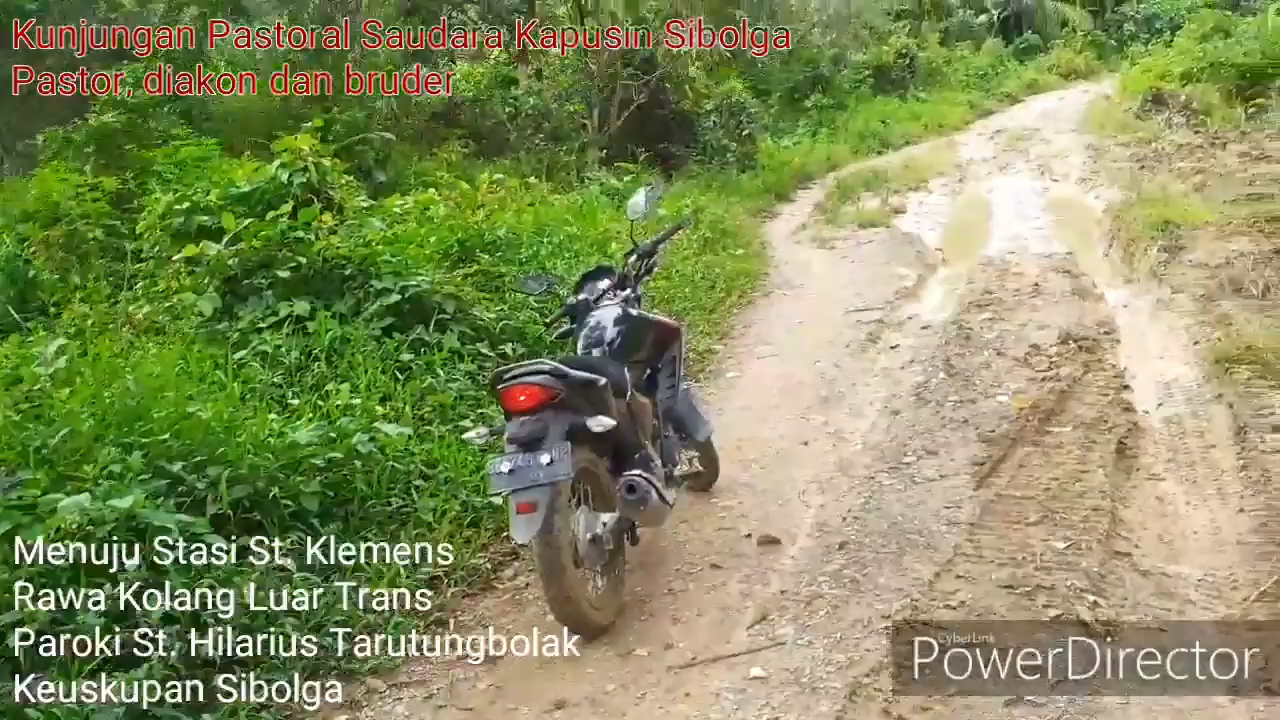 Kunjungan Pastoral Saudara Kapusin Sibolga
Pastor, diakon dan bruder
Menuju Stasi St. Klemens
Rawa Kolang Luar Trans
Paroki St. Hilarius Tarutungbolak
Keuskupan Sibolga
CyberLink
PowerDirector